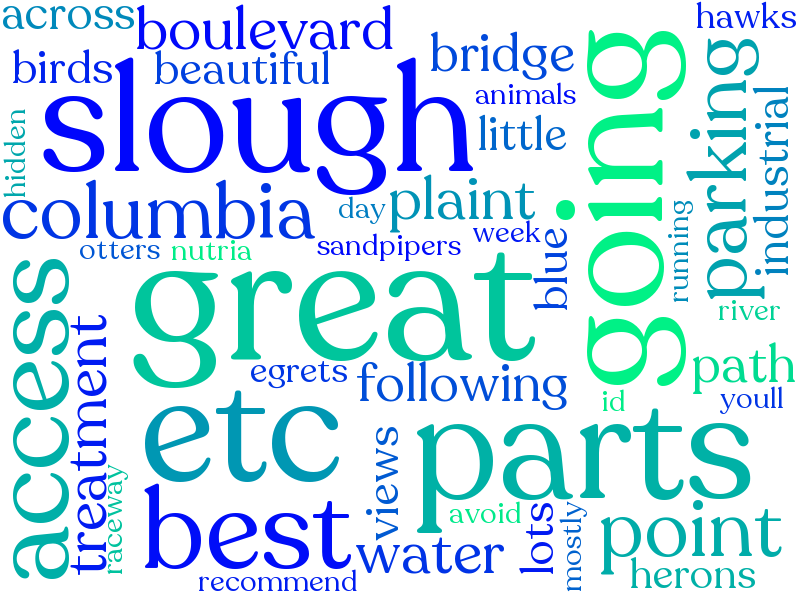 across
boulevard
hawks
birds
beautiful
bridge
slough
animals
little
going
parking
industrial
hidden
columbia
day
plaint
otters
nutria
sandpipers
week
blue
running
access
great
river
treatment
egrets
following
path
id
youll
etc
views
parts
raceway
best
avoid
lots
mostly
point
water
recommend
herons